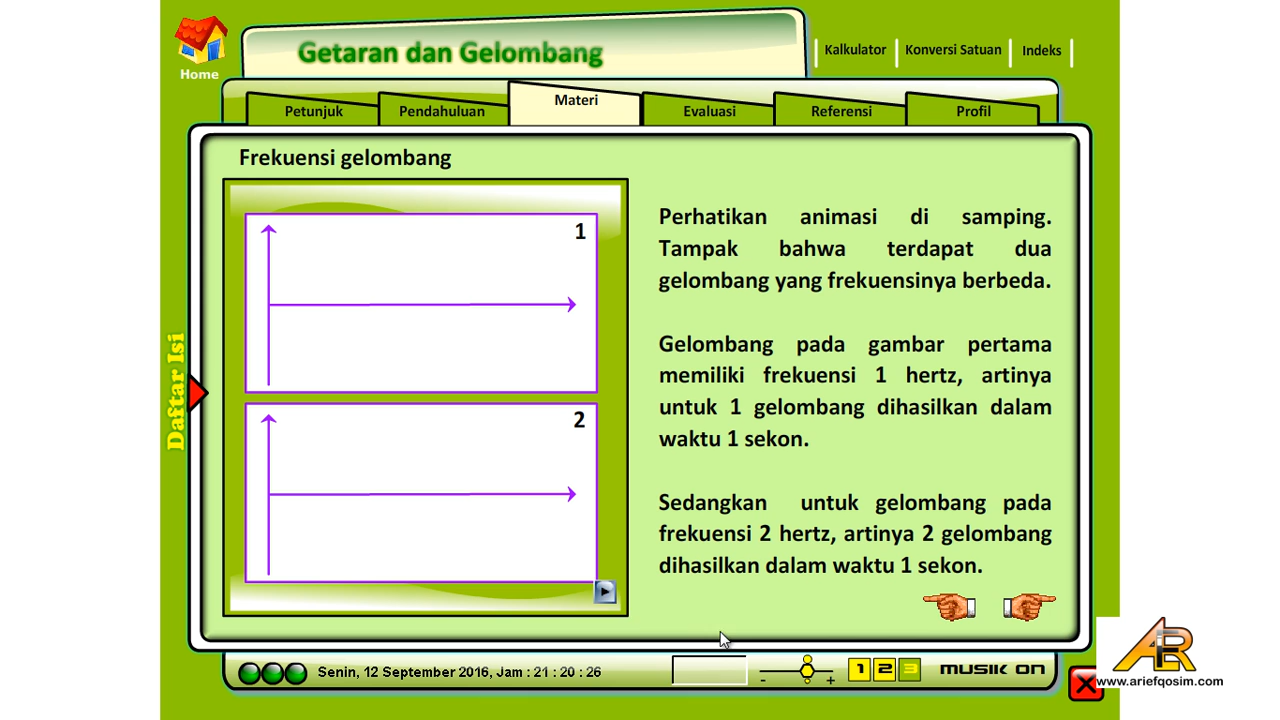 Home
Getaran dan Gelombang
Kalkulator
Konversi Satuan
Indeks
Petunjuk
Pendahuluan
Materi
Evaluasi
Referensi
Profil
Daftar Isi
Frekuensi gelombang
1
2
Perhatikan animasi di samping.
Tampak bahwa terdapat dua
gelombang yang frekuensinya berbeda.
Gelombang pada gambar pertama
memiliki frekuensi 1 hertz, artinya
untuk 1 gelombang dihasilkan dalam
waktu 1 sekon.
Sedangkan untuk gelombang pada
frekuensi 2 hertz, artinya 2 gelombang
dihasilkan dalam waktu 1 sekon.
Senin, 12 September 2016, Jam : 21 : 20 : 26
- +
1 2 3
MUSIK ON
www.ariefqosim.com